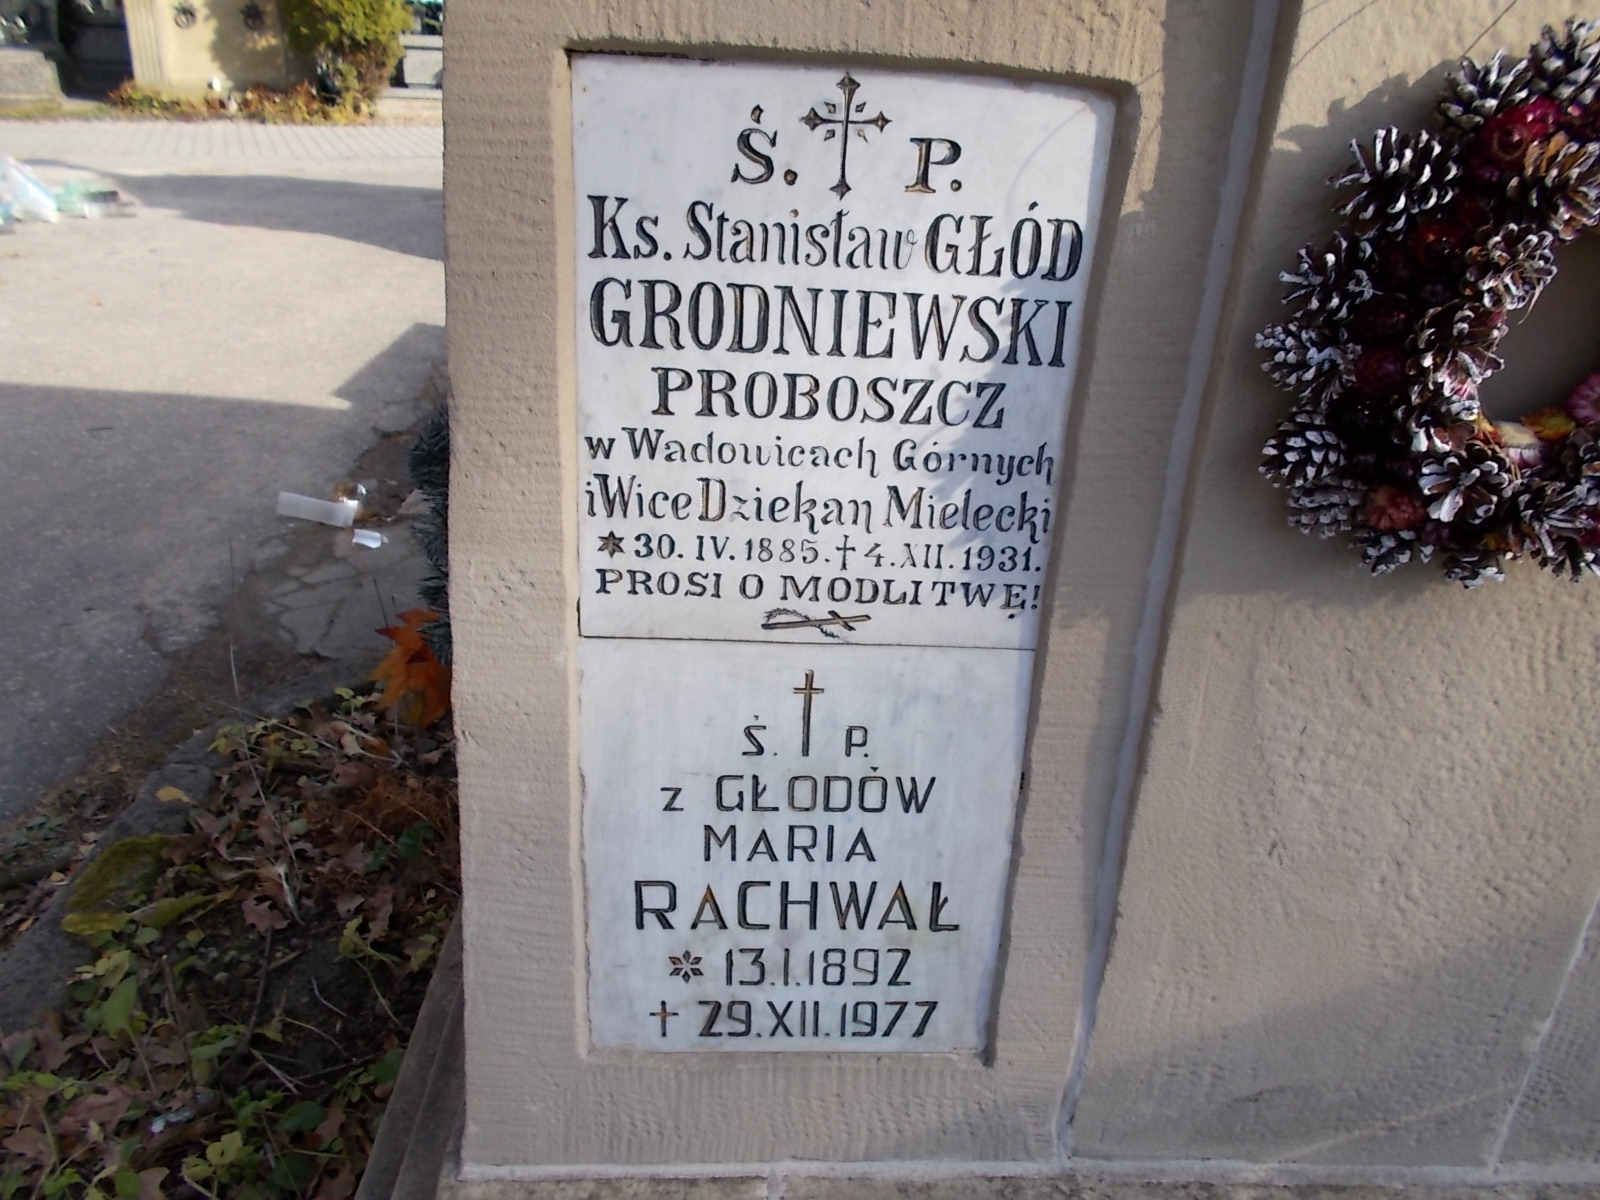 Ś. P.
Ks. Stanisław GŁÓD
GRODNIEWSKI
PROBOSZCZ
w Wadowicach Górnych
i Wice Dziekan Mielecki
* 30. IV. 1885. † 4. XII. 1931.
PROSI O MODLITWĘ!
Ś. P.
z GŁODÓW
MARIA
RACHWAŁ
* 13.I.1892
† 29.XII.1977